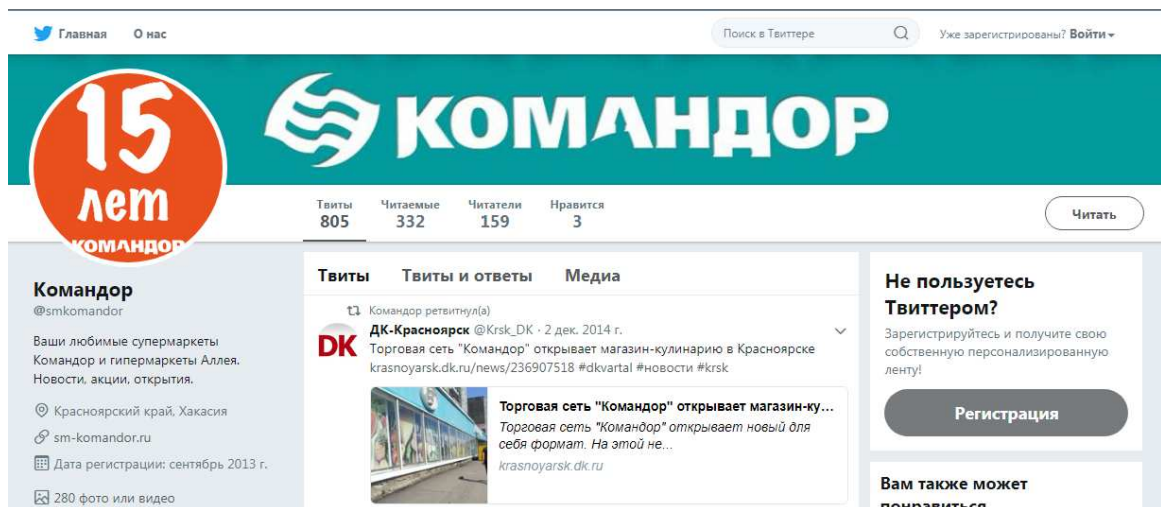 Главная О нас
Поиск в Твиттере
Уже зарегистрированы? Войти
15
лет
КОМАНДОР
КОМАНДОР
Твиты Читаемые Читатели Нравится
805 332 159 3
Читать
Командор
@smkomandor
Ваши любимые супермаркеты
Командор и гипермаркеты Аллея.
Новости, акции, открытия.
Красноярский край, Хакасия
sm-komandor.ru
Дата регистрации: сентябрь 2013 г.
280 фото или видео
Твиты Твиты и ответы Медиа
Командор ретвитнул(а)
ДК-Красноярск @Krsk_DK · 2 дек. 2014 г.
DK
Торговая сеть "Командор" открывает магазин-кулинарию в Красноярске
krasnoyarsk.dk.ru/news/236907518 #dkvartal #новости #krsk
Торговая сеть "Командор" открывает магазин-ку...
Торговая сеть "Командор" открывает новый для
себя формат. На этой не...
krasnoyarsk.dk.ru
Не пользуетесь
Твиттером?
Зарегистрируйтесь и получите свою
собственную персонализированную
ленту!
Регистрация
Вам также может
понравиться